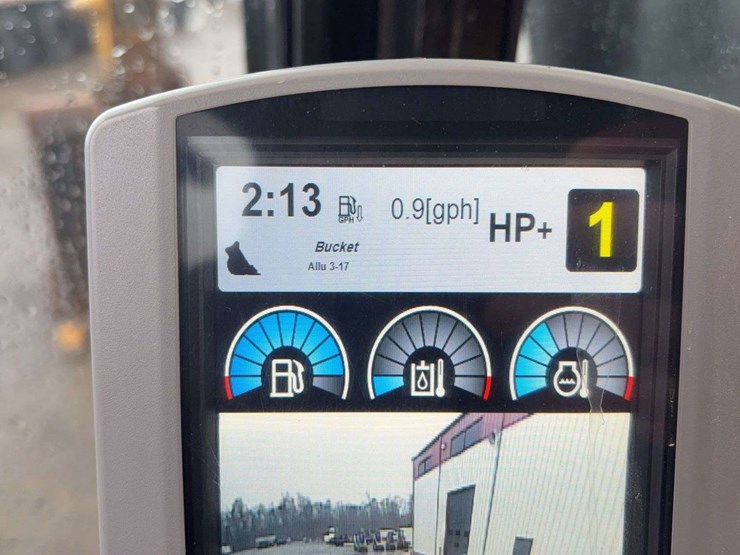 2:13 GPH 0.9[gph] HP+ 1
Bucket
Allu 3-17